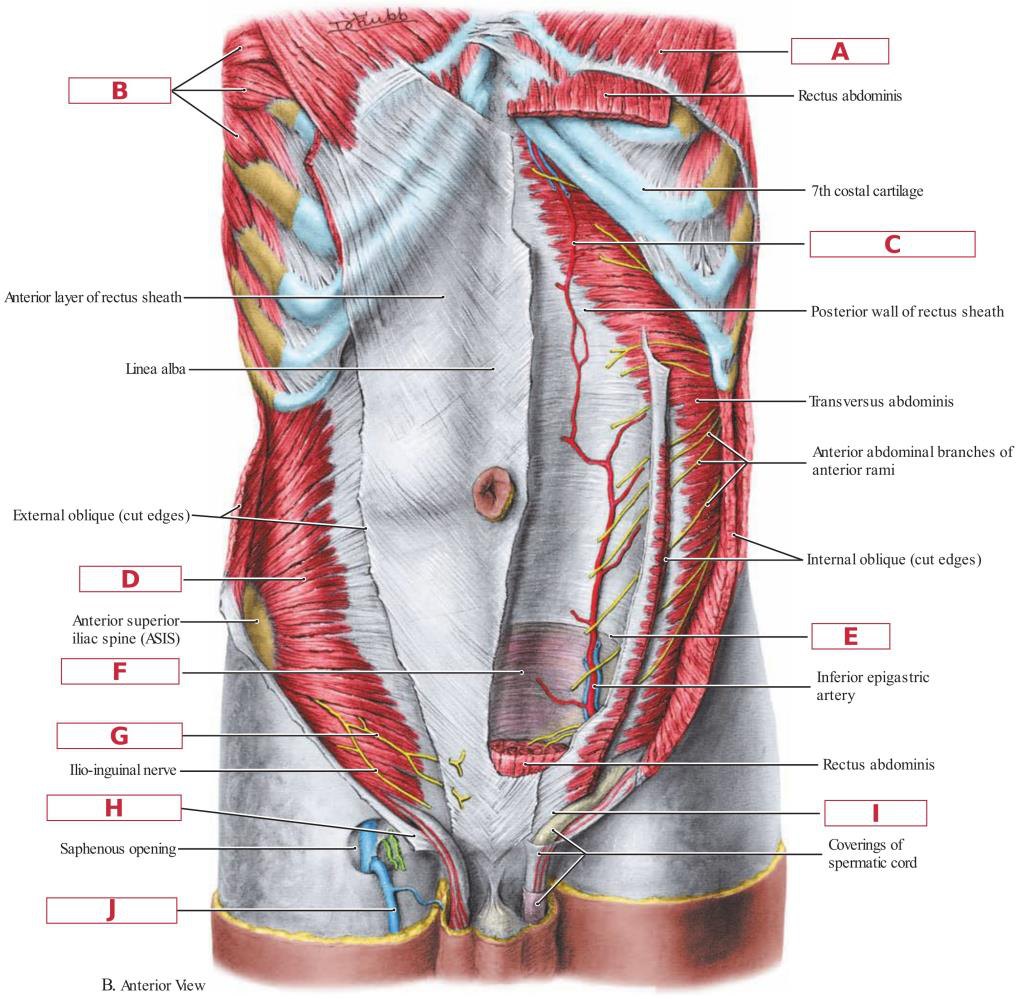 A
B
Rectus abdominis
7th costal cartilage
C
Anterior layer of rectus sheath
Posterior wall of rectus sheath
Linea alba
Transversus abdominis
Anterior abdominal branches of
anterior rami
External oblique (cut edges)
Internal oblique (cut edges)
D
Anterior superior
iliac spine (ASIS)
E
F
Inferior epigastric
artery
G
Ilio-inguinal nerve
Rectus abdominis
H
I
Saphenous opening
Coverings of
spermatic cord
J
B. Anterior View